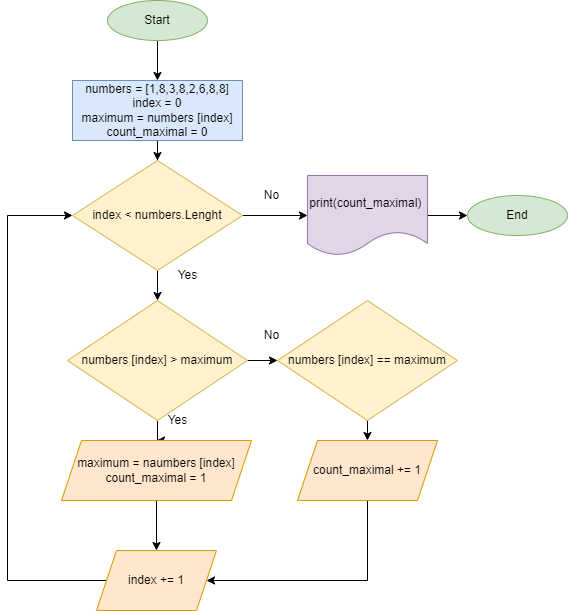 Start
numbers = [1,8,3,8,2,6,8,8]
index = 0
maximum = numbers [index]
count_maximal = 0
index < numbers.Lenght
No
print(count_maximal)
End
Yes
numbers [index] > maximum
No
numbers [index] == maximum
Yes
maximum = naumbers [index]
count_maximal = 1
count_maximal += 1
index += 1